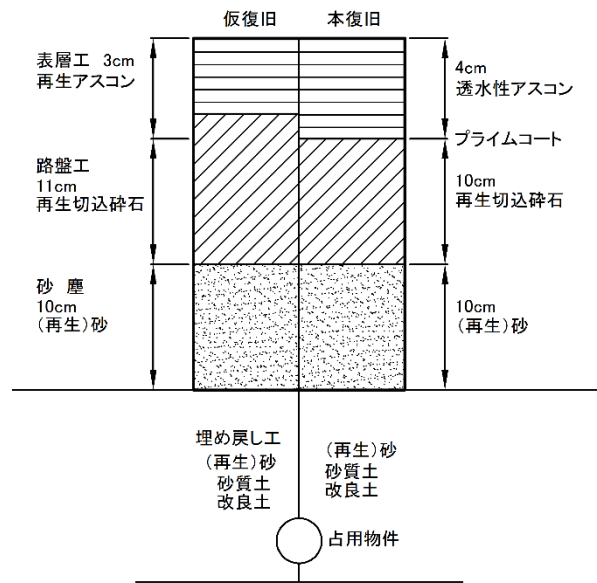 仮復旧
本復旧
表層工 3cm
再生アスコン
4cm
透水性アスコン
プライムコート
路盤工
11cm
再生切込砕石
10cm
再生切込砕石
砂 塵
10cm
(再生)砂
10cm
(再生)砂
埋め戻し工
(再生)砂
砂質土
改良土
(再生)砂
砂質土
改良土
占用物件